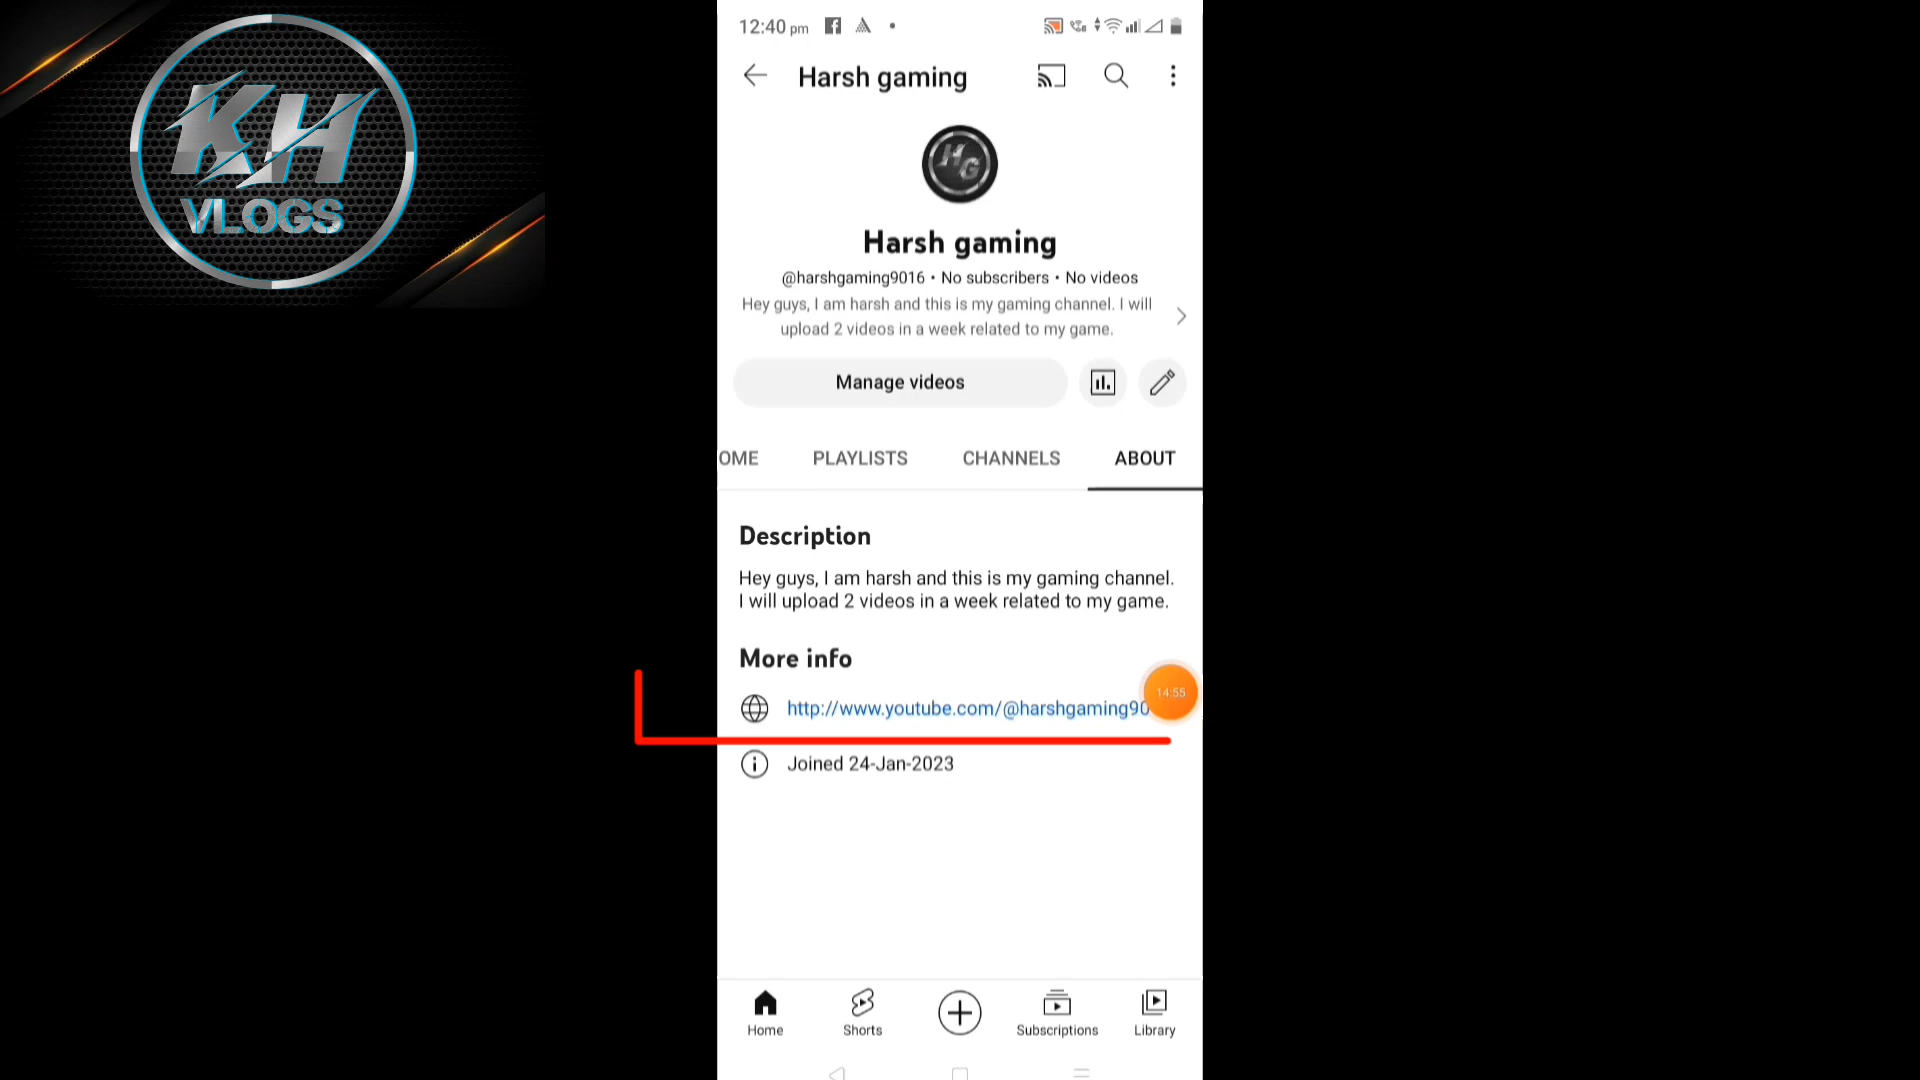 KH
VLOGS
12:40 pm
Harsh gaming
HG
Harsh gaming
@harshgaming9016 • No subscribers • No videos
Hey guys, I am harsh and this is my gaming channel. I will
upload 2 videos in a week related to my game.
Manage videos
OME PLAYLISTS CHANNELS ABOUT
Description
Hey guys, I am harsh and this is my gaming channel.
I will upload 2 videos in a week related to my game.
More info
http://www.youtube.com/@harshgaming90
14:55
Joined 24-Jan-2023
Home Shorts Subscriptions Library